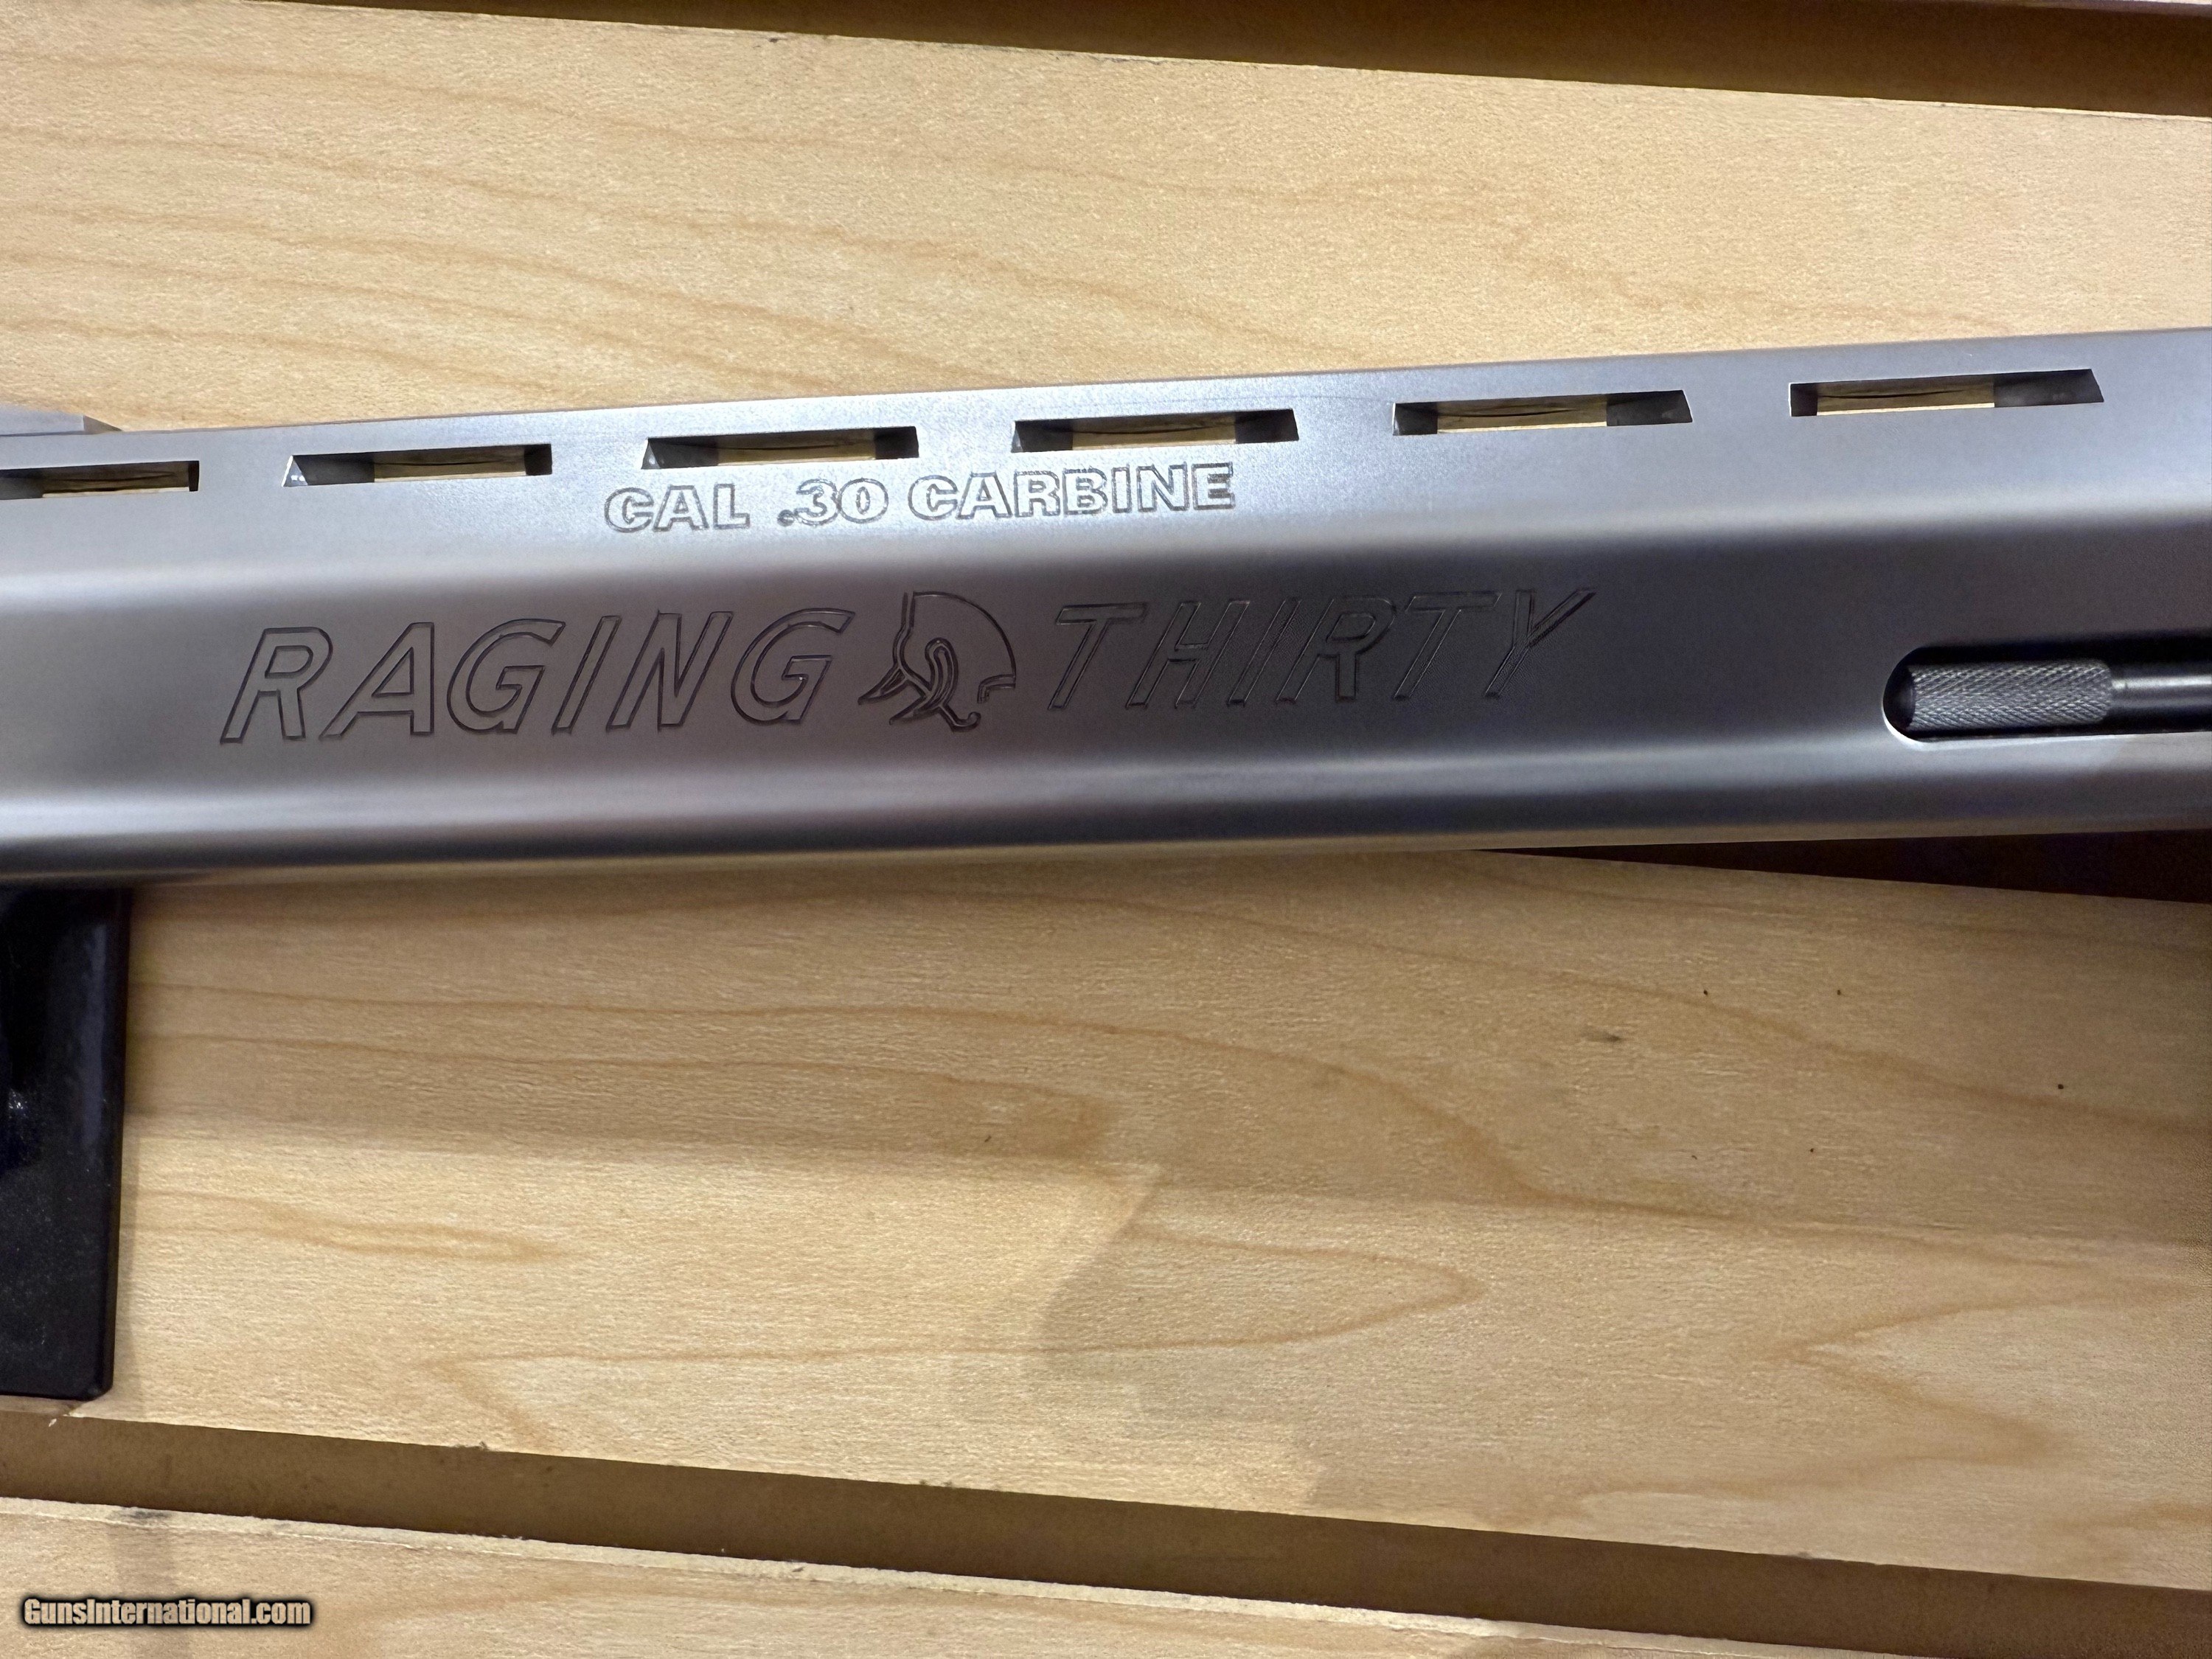 CAL .30 CARBINE
RAGING THIRTY
GunsInternational.com